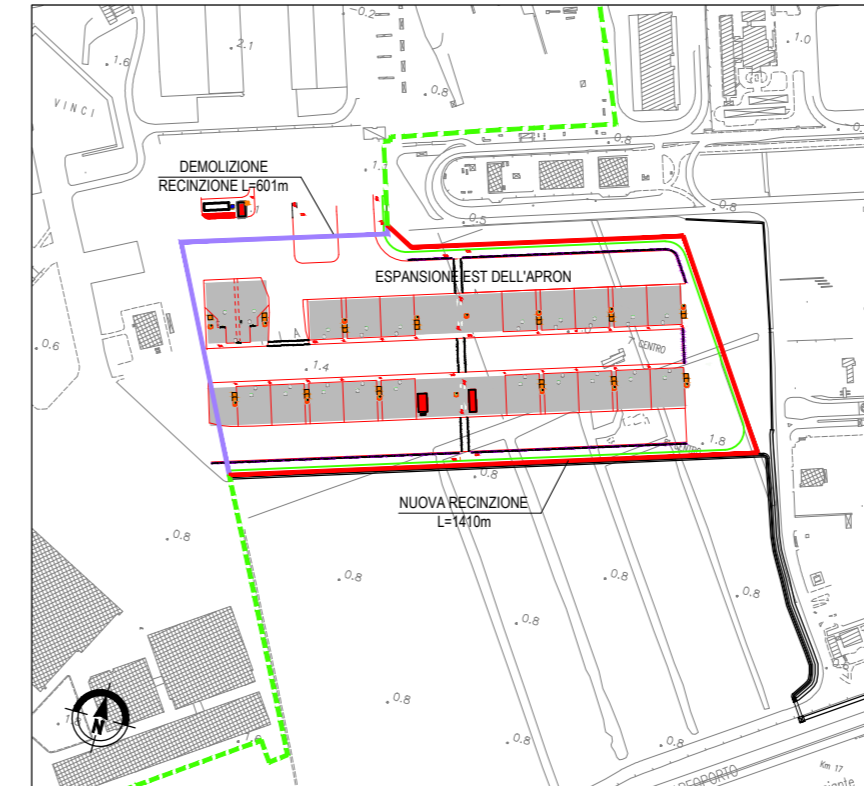 -0.2
2.1
1.0
1.6
VINCI
0.8
0.8
DEMOLIZIONE
RECINZIONE L=601m
0.8
0.5
ESPANSIONE EST DELL'APRON
A
0.6
CENTRO
1.4
1.8
0.8
NUOVA RECINZIONE
L=1410m
0.8
0.8
0.8
0.8
0.8
N
1.8
0.8
0.8
Km 17